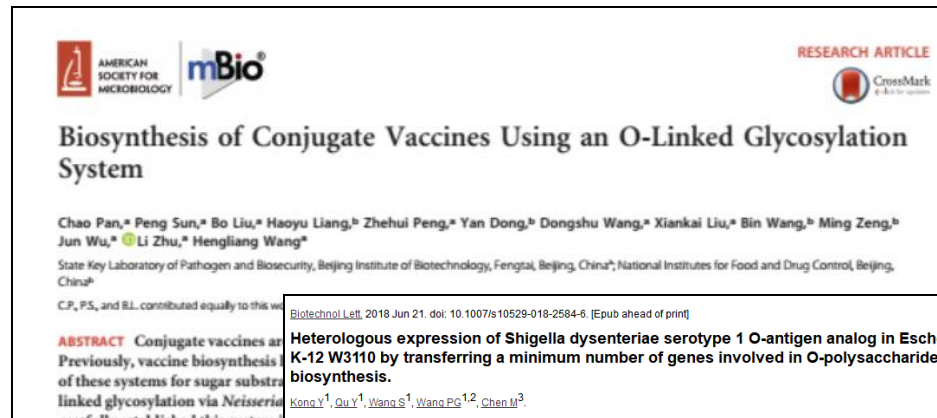 AMERICAN
SOCIETY FOR
MICROBIOLOGY
mBio®
RESEARCH ARTICLE
CrossMark
Biosynthesis of Conjugate Vaccines Using an O-Linked Glycosylation
System
Chao Pan,ᵃ Peng Sun,ᵃ Bo Liu,ᵃ Haoyu Liang,ᵇ Zhehui Peng,ᵃ Yan Dong,ᵇ Dongshu Wang,ᵃ Xiankai Liu,ᵃ Bin Wang,ᵇ Ming Zeng,ᵇ
Jun Wu,ᵃ Li Zhu,ᵃ Hengliang Wangᵃ
State Key Laboratory of Pathogen and Biosecurity, Beijing Institute of Biotechnology, Fengtai, Beijing, Chinaᵃ; National Institutes for Food and Drug Control, Beijing,
Chinaᵇ
C.P., P.S., and B.L. contributed equally to this
ABSTRACT Conjugate vaccines
Previously, vaccine biosynthesis
of these systems for sugar
linked glycosylation via Neisseria
Biotechnol Lett. 2018 Jun 21. doi: 10.1007/s10529-018-2584-6. [Epub ahead of print]
Heterologous expression of Shigella dysenteriae serotype 1 O-antigen analog in Esch
K-12 W3110 by transferring a minimum number of genes involved in O-polysaccharide
biosynthesis.
Kong Y¹, Qu Y¹, Wang S¹, Wang PG¹,², Chen M³.